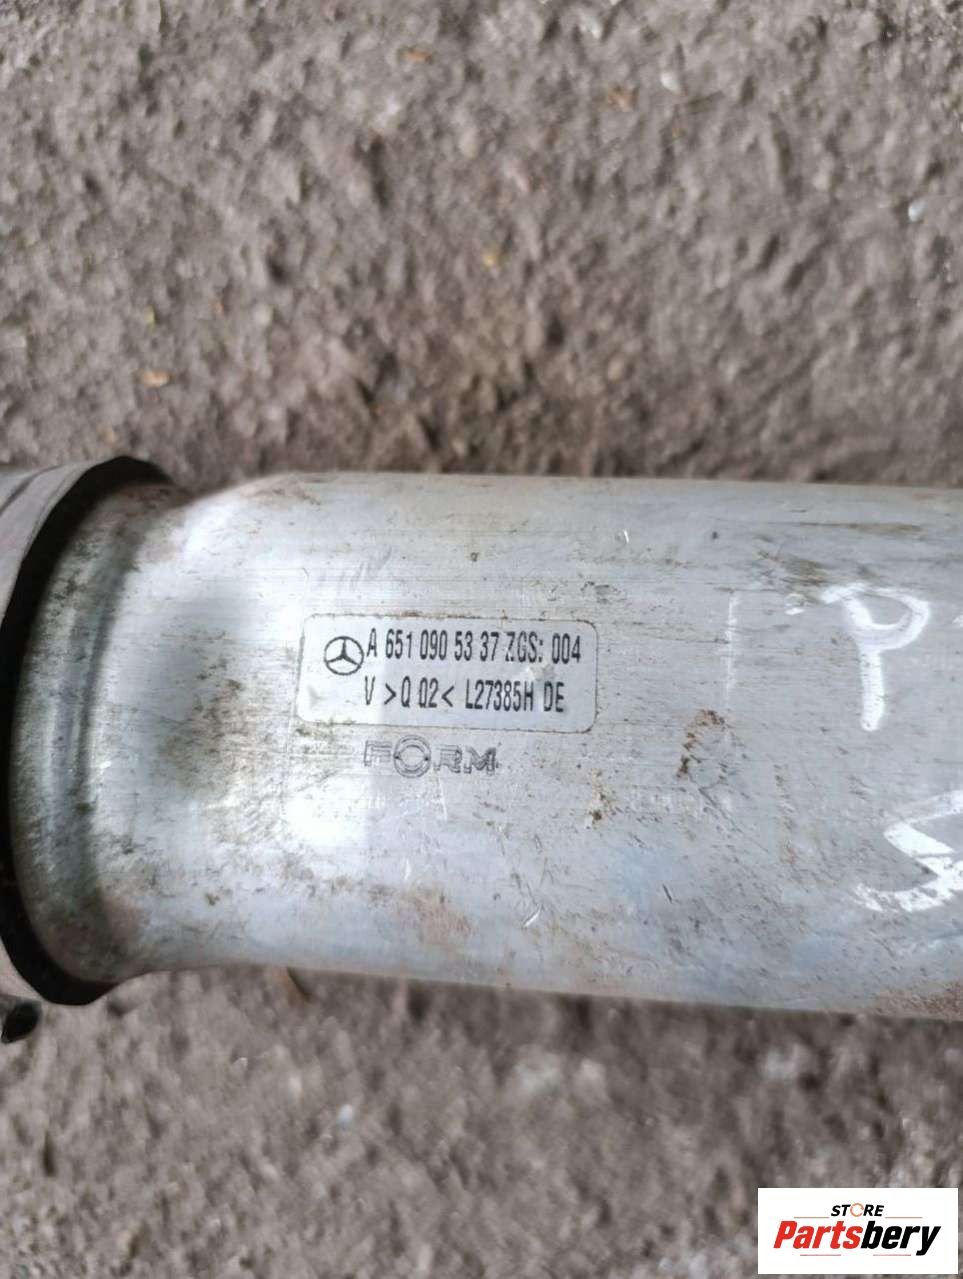 A 651 090 53 37 ZGS: 004
V >Q 02< L27385H DE
FORM
P
STORE
Partsbery